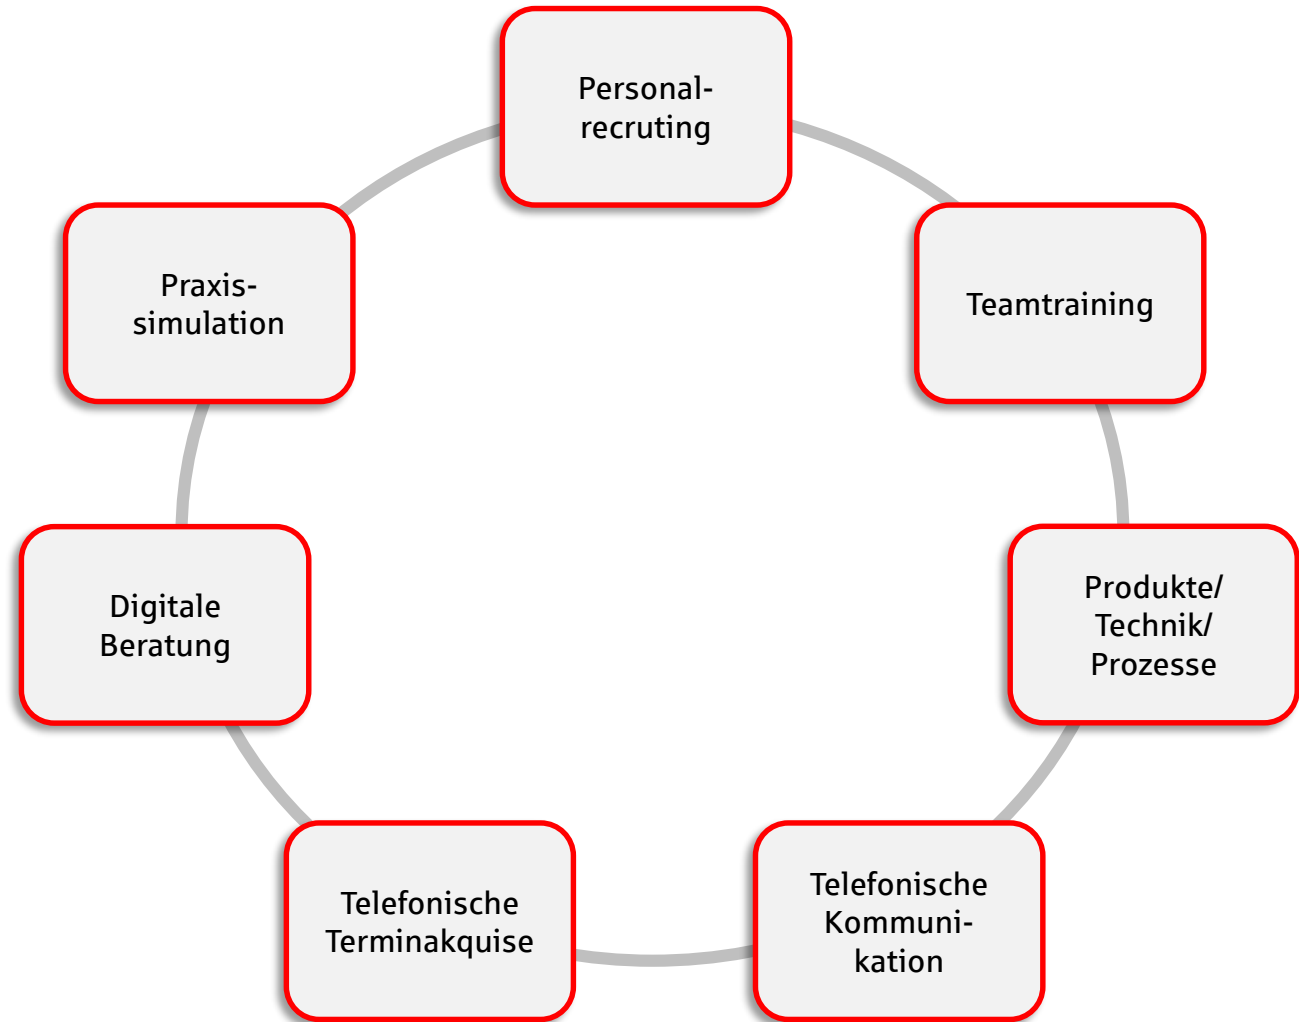 Personal-
recruting
Teamtraining
Produkte/
Technik/
Prozesse
Telefonische
Kommuni-
kation
Telefonische
Terminakquise
Digitale
Beratung
Praxis-
simulation